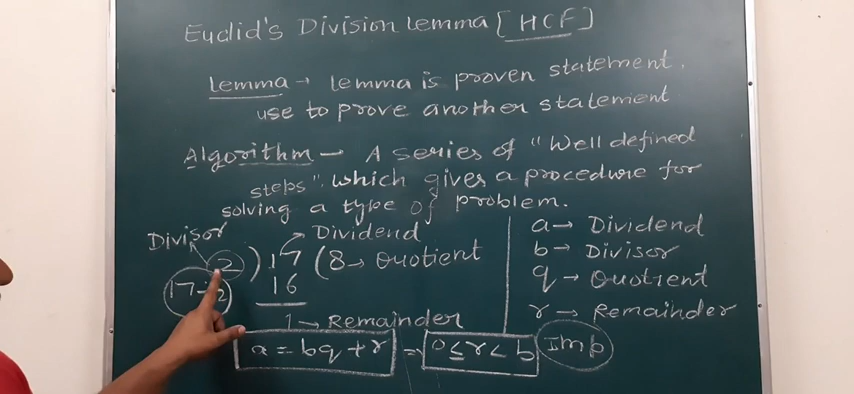 Euclid's Division Lemma [HCF]
Lemma → Lemma is proven statement.
use to prove another statement
Algorithm — A series of "Well defined
steps" which gives a procedure for
solving a type of problem.
Divisor
Dividend
2 ) 17 ( 8 → Quotient
17÷2
16
1 → Remainder
a = bq + r ⇒ 0 ≤ r < b Imp
a → Dividend
b → Divisor
q → Quotient
r → Remainder